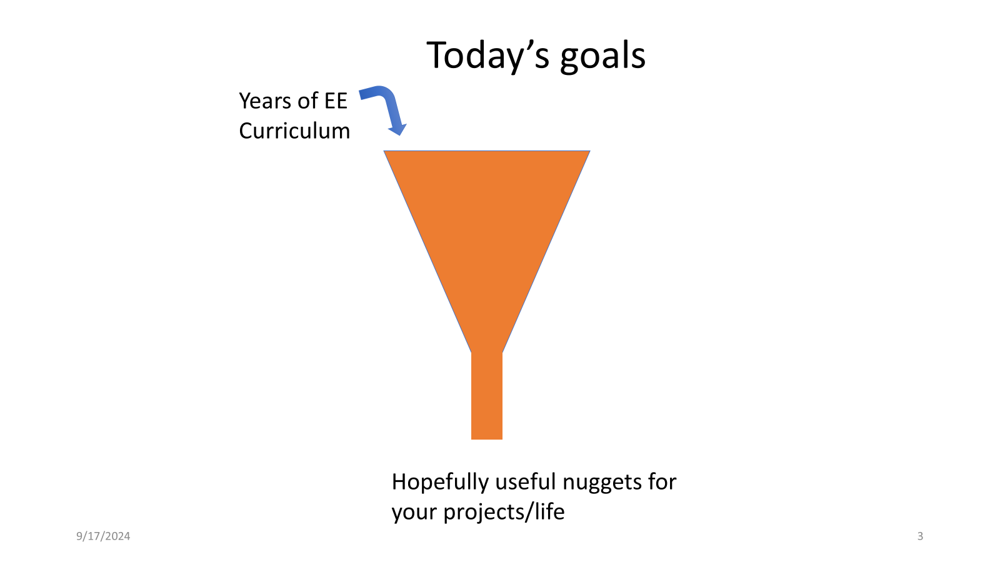 Today’s goals
Years of EE
Curriculum
Hopefully useful nuggets for
your projects/life
9/17/2024
3